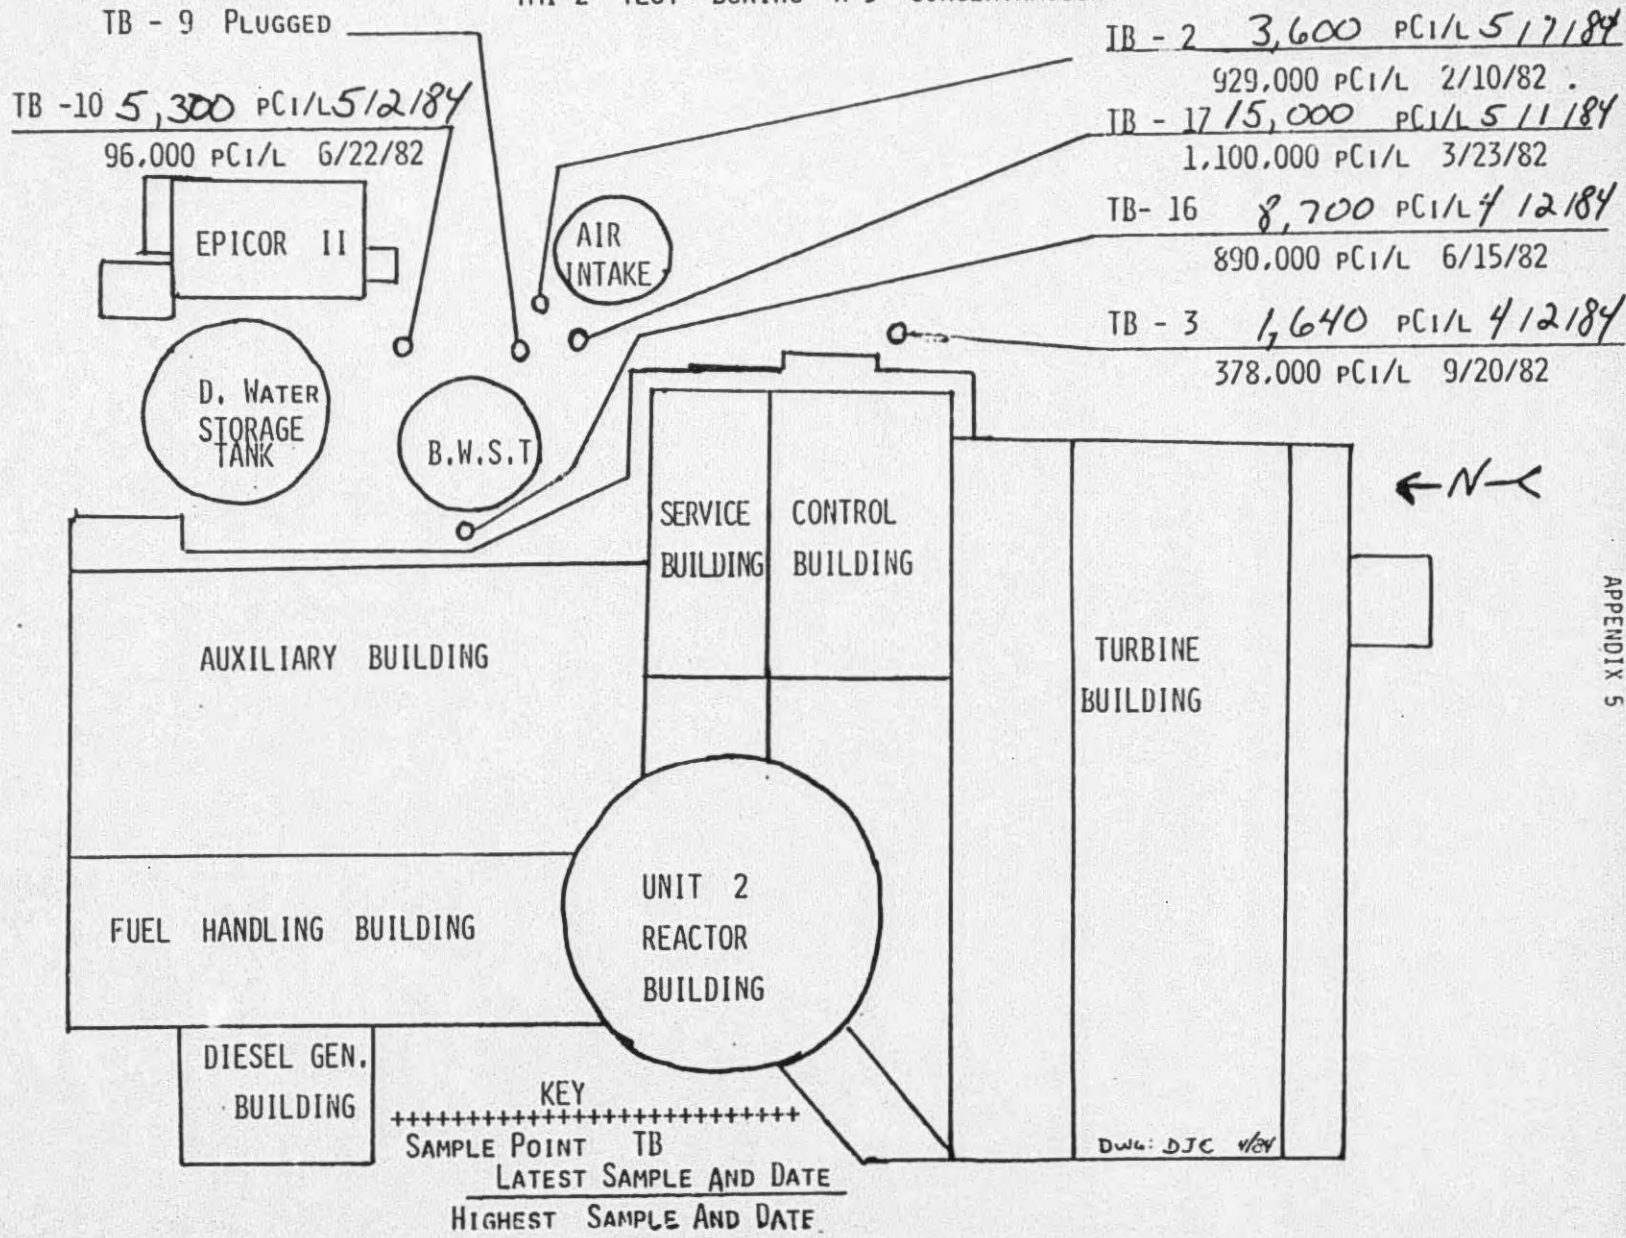 TB - 9 PLUGGED
TB -10 5,300 PCI/L 5/2/84
96,000 PCI/L 6/22/82
TB - 2 3,600 PCI/L 5/7/84
929,000 PCI/L 2/10/82
TB - 17 15,000 PCI/L 5/1/84
1,100,000 PCI/L 3/23/82
TB- 16 8,700 PCI/L 4/2/84
890,000 PCI/L 6/15/82
TB - 3 1,640 PCI/L 4/2/84
378,000 PCI/L 9/20/82
EPICOR II
AIR
INTAKE
D. WATER
STORAGE
TANK
B.W.S.T
N
SERVICE
BUILDING
CONTROL
BUILDING
TURBINE
BUILDING
AUXILIARY BUILDING
FUEL HANDLING BUILDING
UNIT 2
REACTOR
BUILDING
DIESEL GEN.
BUILDING
KEY
++++++++++++++++++++++++++
SAMPLE POINT TB
LATEST SAMPLE AND DATE
HIGHEST SAMPLE AND DATE
DWG: DJC 4/84
APPENDIX 5